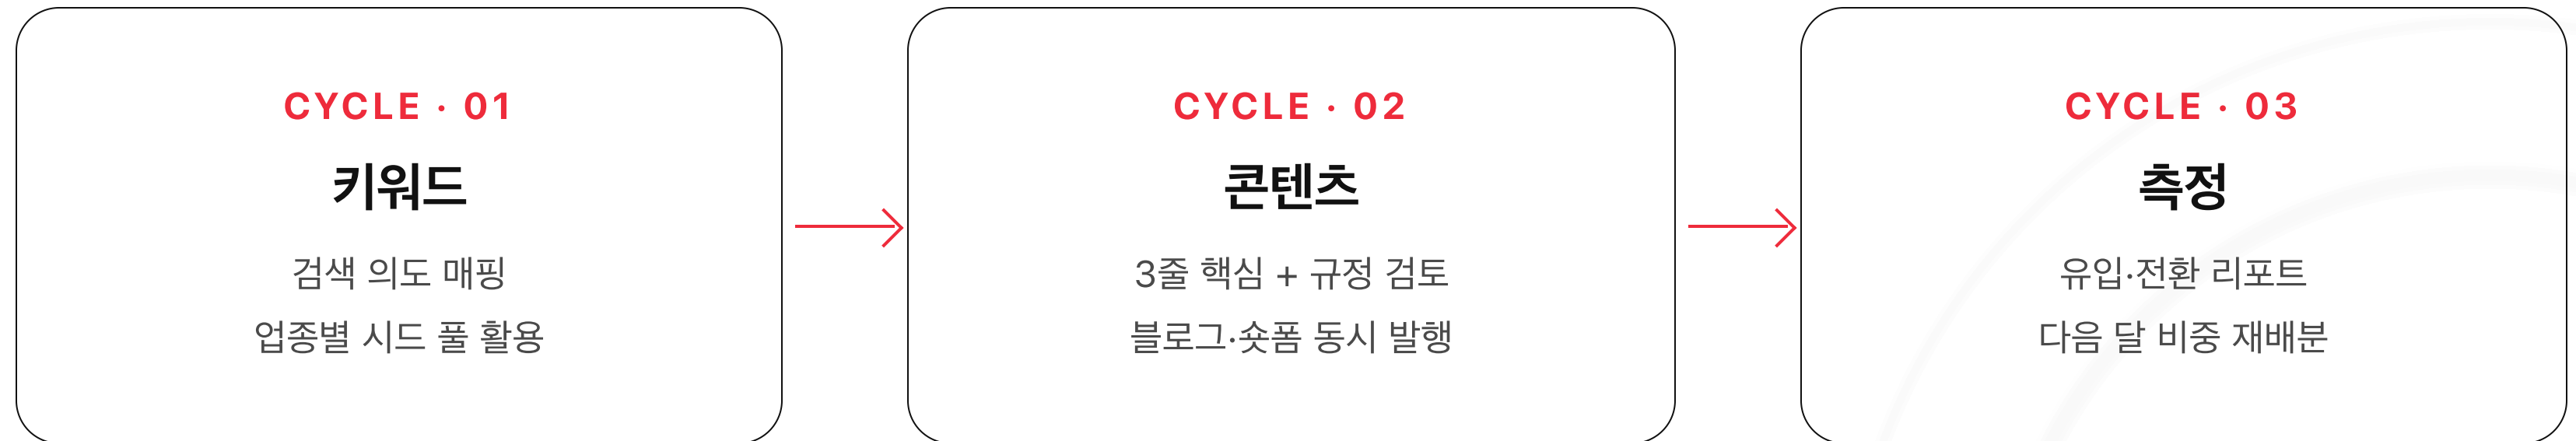 CYCLE · 01
키워드
검색 의도 매핑
업종별 시드 풀 활용
CYCLE · 02
콘텐츠
3줄 핵심 + 규정 검토
블로그·숏폼 동시 발행
CYCLE · 03
측정
유입·전환 리포트
다음 달 비중 재배분